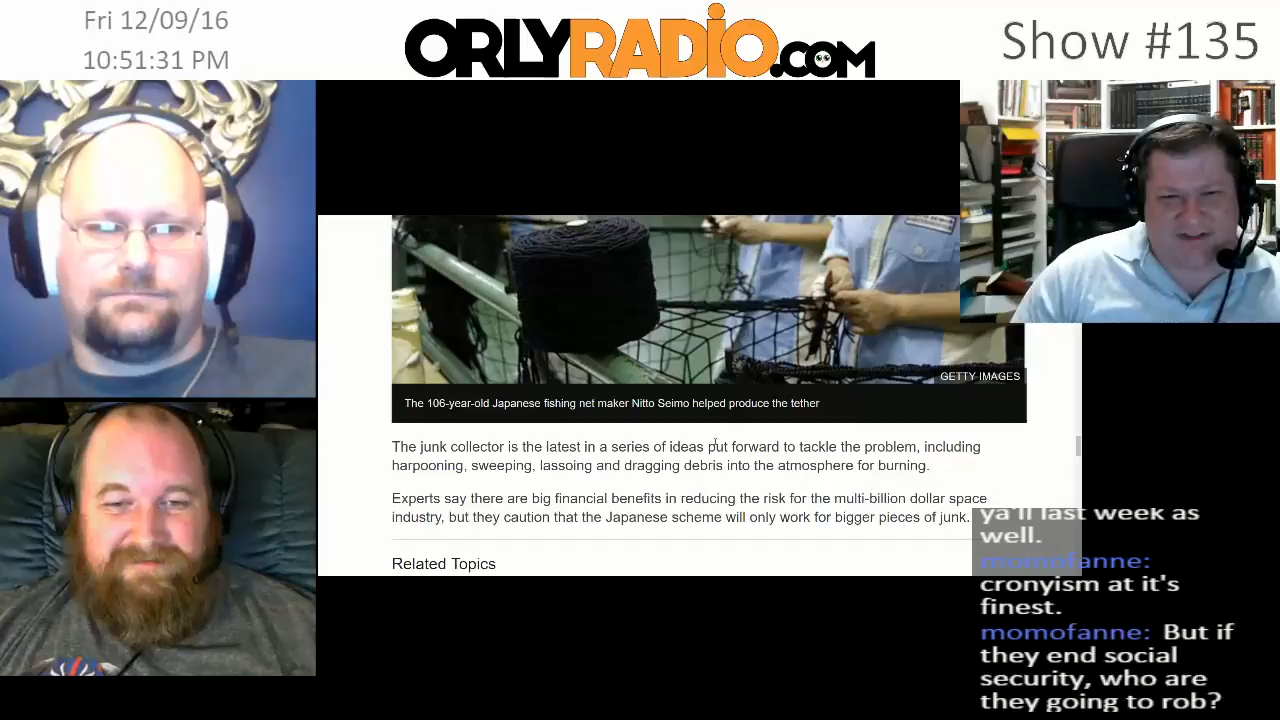 Fri 12/09/16
10:51:31 PM
ORLYRADIO.COM
Show #135
GETTY IMAGES
The 106-year-old Japanese fishing net maker Nitto Seimo helped produce the tether
The junk collector is the latest in a series of ideas put forward to tackle the problem, including
harpooning, sweeping, lassoing and dragging debris into the atmosphere for burning.
Experts say there are big financial benefits in reducing the risk for the multi-billion dollar space
industry, but they caution that the Japanese scheme will only work for bigger pieces of junk.
Related Topics
ya'll last week as
well.
momofanne:
cronyism at it's
finest.
momofanne: But if
they end social
security, who are
they going to rob?